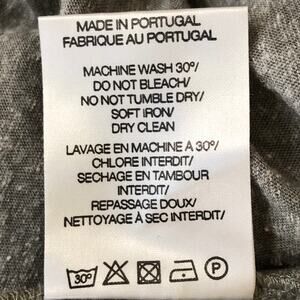 MADE IN PORTUGAL
FABRIQUE AU PORTUGAL
MACHINE WASH 30°/
DO NOT BLEACH/
NO NOT TUMBLE DRY/
SOFT IRON/
DRY CLEAN
LAVAGE EN MACHINE À 30°/
CHLORE INTERDIT/
SECHAGE EN TAMBOUR
INTERDIT/
REPASSAGE DOUX/
NETTOYAGE À SEC INTERDIT/
30° P